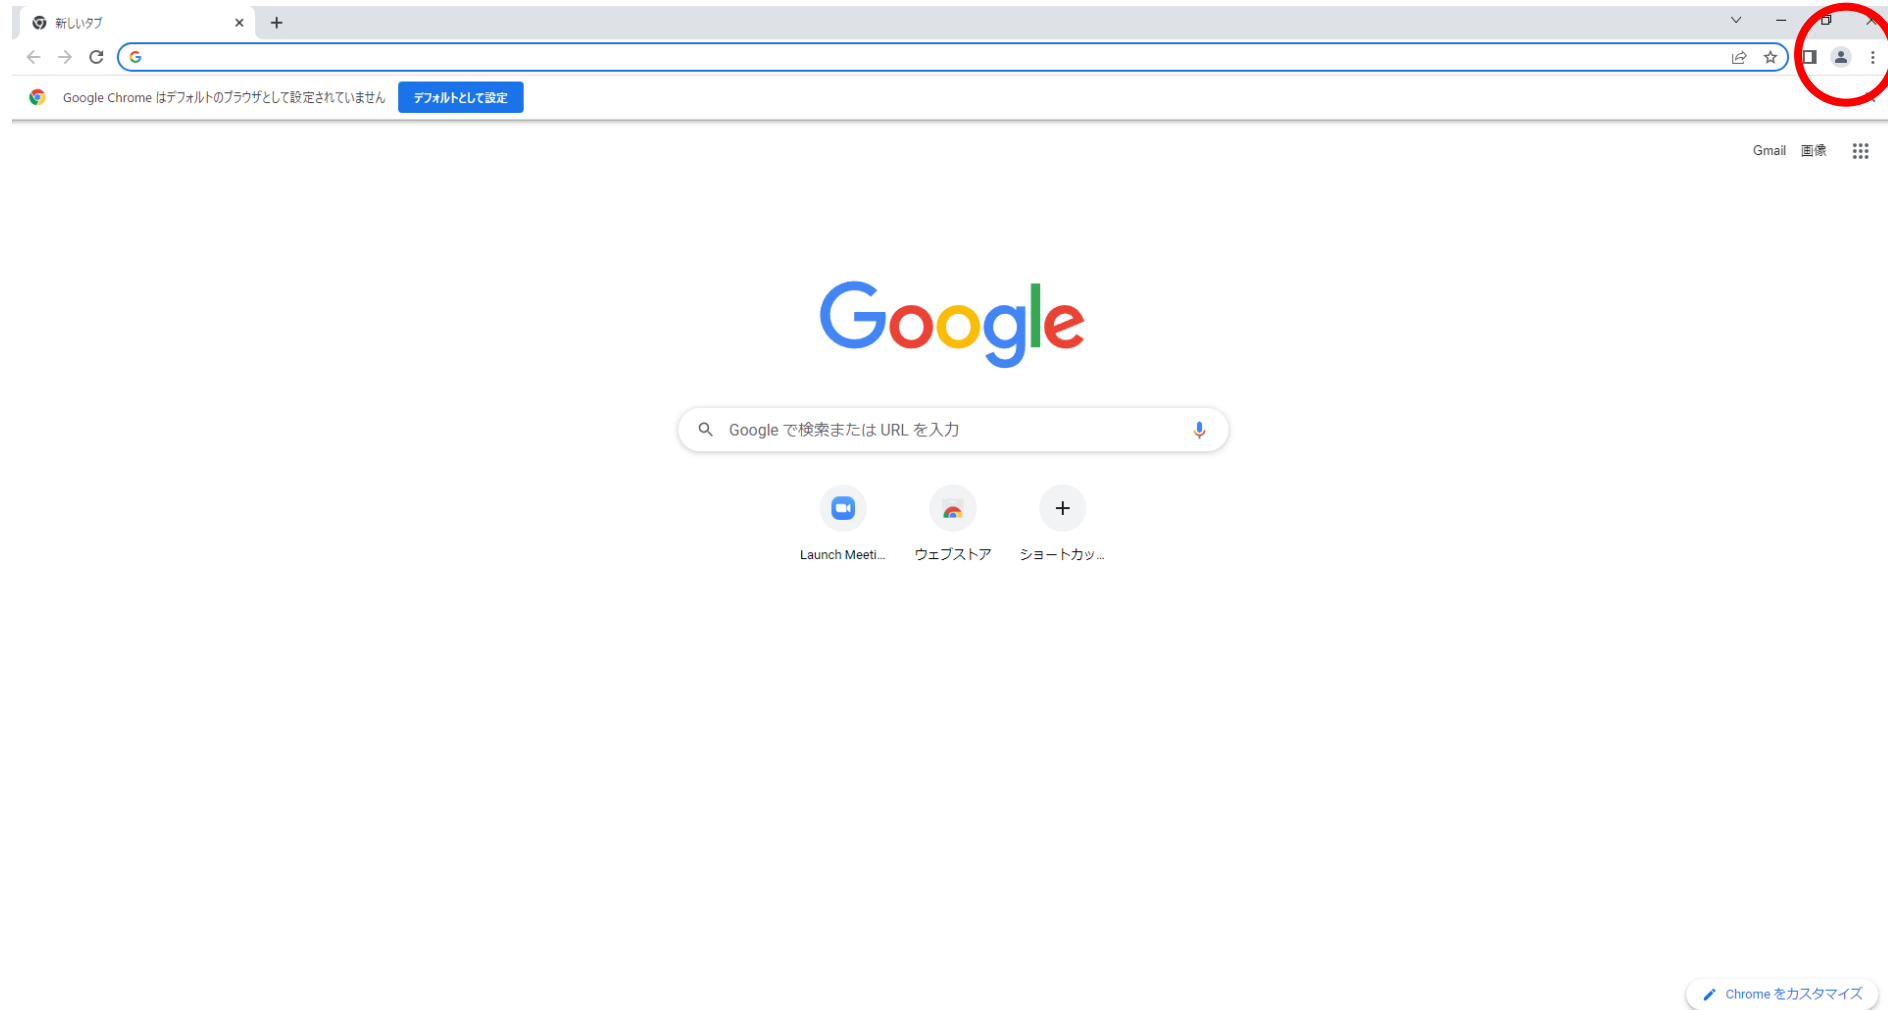 新しいタブ
Google Chrome はデフォルトのブラウザとして設定されていません デフォルトとして設定
Gmail 画像
Google
Google で検索または URL を入力
Launch Meeti... ウェブストア ショートカッ...
Chrome をカスタマイズ